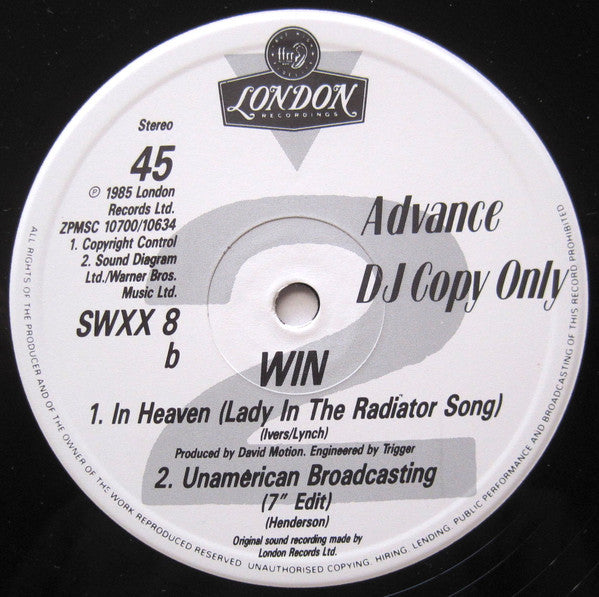 ffrr
LONDON
RECORDINGS
Stereo
45
℗ 1985 London
Records Ltd.
ZPMSC 10700/10634
1. Copyright Control
2. Sound Diagram
Ltd./Warner Bros.
Music Ltd.
SWXX 8
b
Advance
DJ Copy Only
2
WIN
1. In Heaven (Lady In The Radiator Song)
(Ivers/Lynch)
Produced by David Motion. Engineered by Trigger
2. Unamerican Broadcasting
(7" Edit)
(Henderson)
Original sound recording made by
London Records Ltd.
ALL RIGHTS OF THE PRODUCER AND OF THE OWNER OF THE WORK REPRODUCED RESERVED. UNAUTHORISED COPYING, HIRING, LENDING, PUBLIC PERFORMANCE AND BROADCASTING OF THIS RECORD PROHIBITED